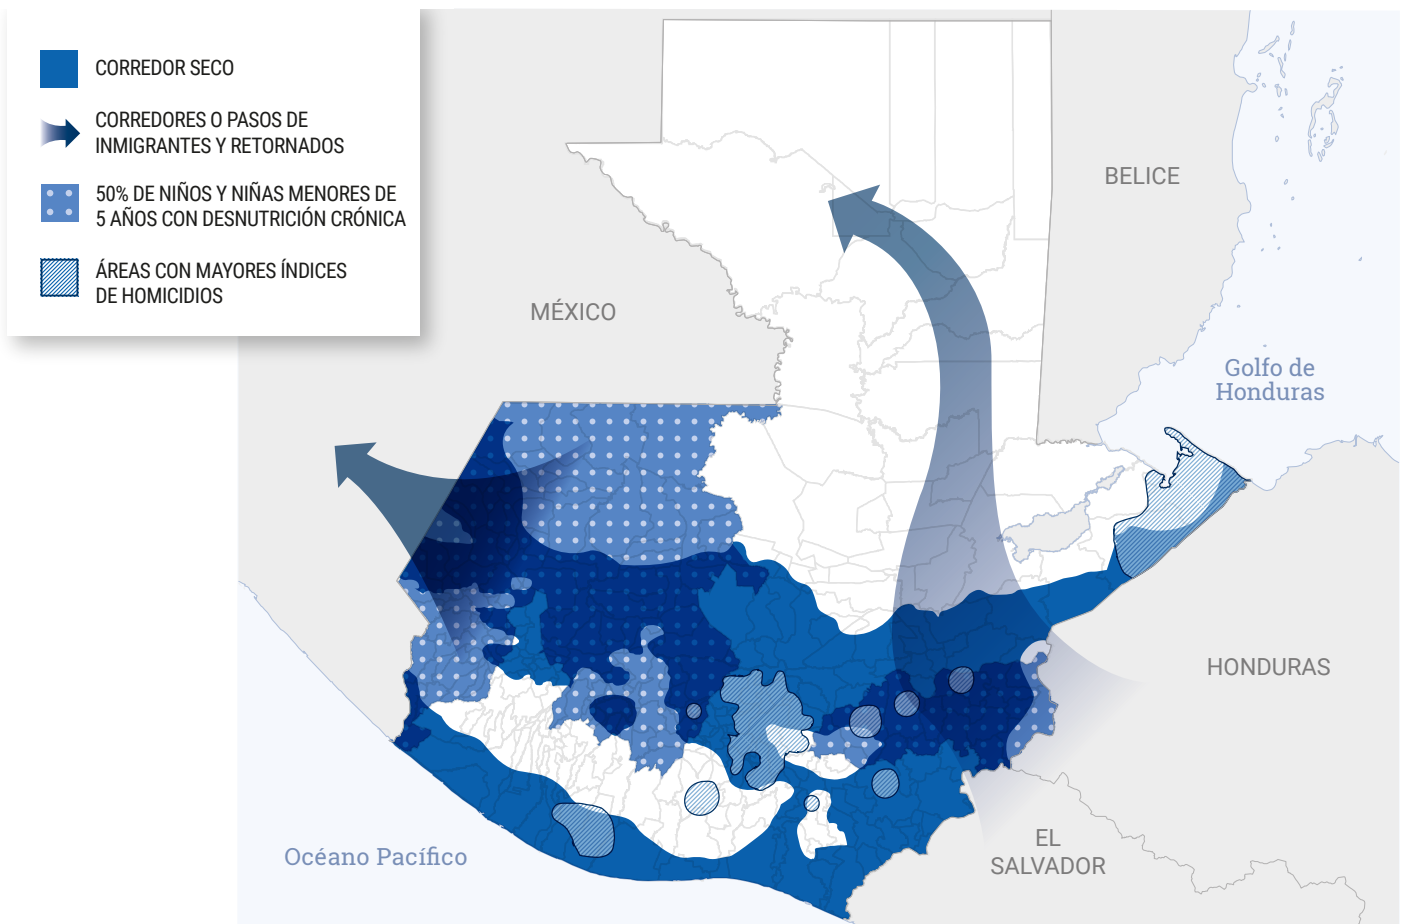 CORREDOR SECO
CORREDORES O PASOS DE
INMIGRANTES Y RETORNADOS
50% DE NIÑOS Y NIÑAS MENORES DE
5 AÑOS CON DESNUTRICIÓN CRÓNICA
ÁREAS CON MAYORES ÍNDICES
DE HOMICIDIOS
BELICE
MÉXICO
Golfo de
Honduras
HONDURAS
EL
SALVADOR
Océano Pacífico